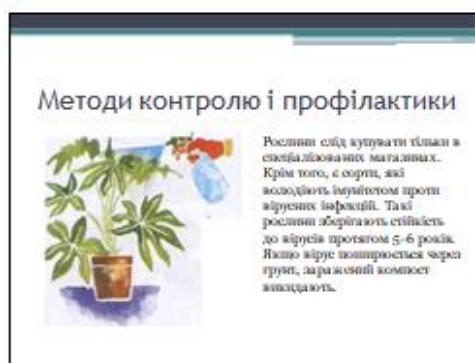 Методи контролю і профілактики
Рослини слід купувати тільки в
спеціалізованих магазинах.
Крім того, є сорти, які
володіють імунітетом проти
вірусних інфекцій. Такі
рослини зберігають стійкість
до вірусів протягом 5-6 років.
Якщо вірус поширюється через
грунт, заражений компост
викидають.